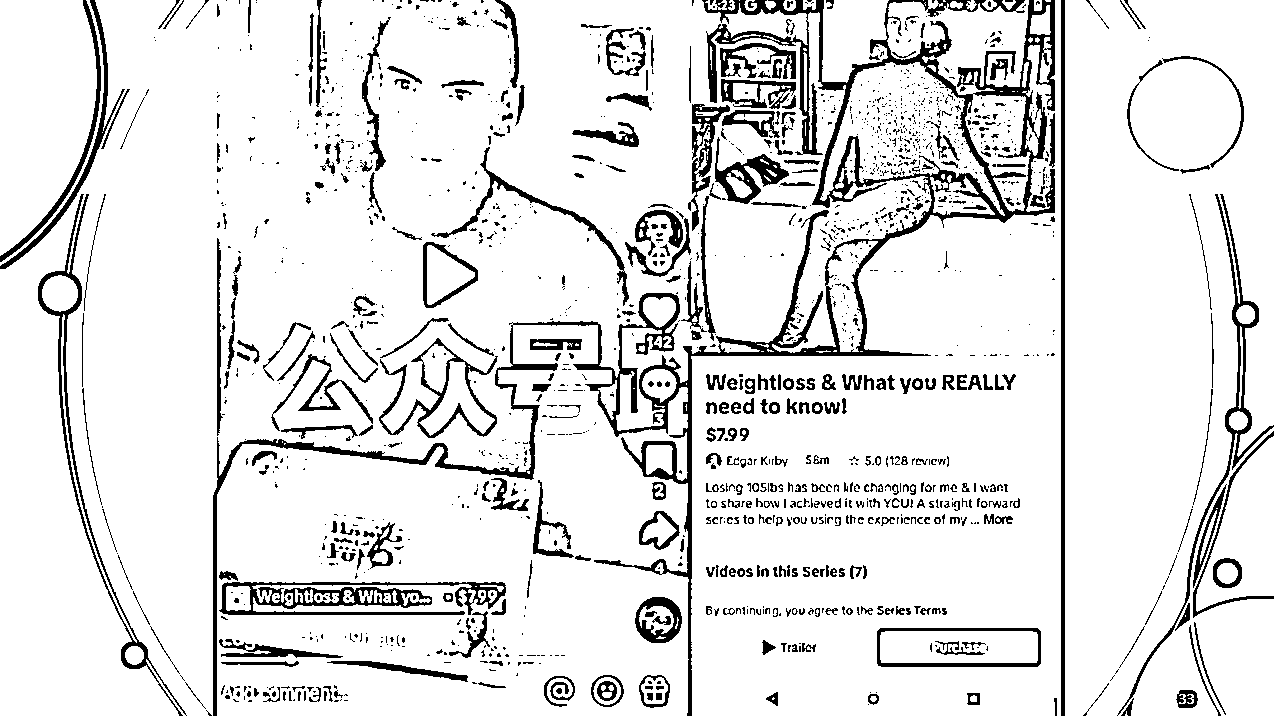 公众号
142
3
2
4
Weightloss & What yo... $7.99
Add comment...
Weightloss & What you REALLY
need to know!
$7.99
Edgar Kirby 58m ☆ 5.0 (128 review)
Losing 105lbs has been life changing for me & I want
to share how I achieved it with YOU! A straight forward
series to help you using the experience of my ... More
Videos in this Series (7)
By continuing, you agree to the Series Terms
Trailer
Purchase
33